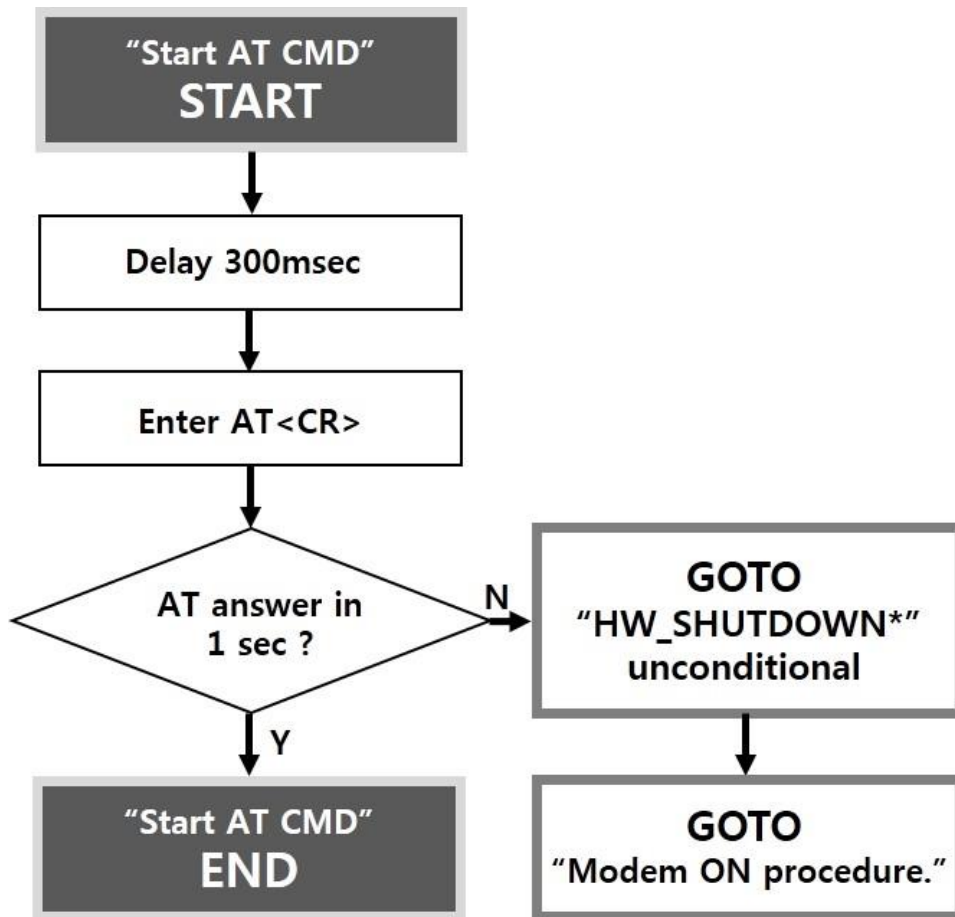 “Start AT CMD”
START
Delay 300msec
Enter AT<CR>
AT answer in
1 sec ?
N
GOTO
“HW_SHUTDOWN*”
unconditional
Y
“Start AT CMD”
END
GOTO
“Modem ON procedure.”